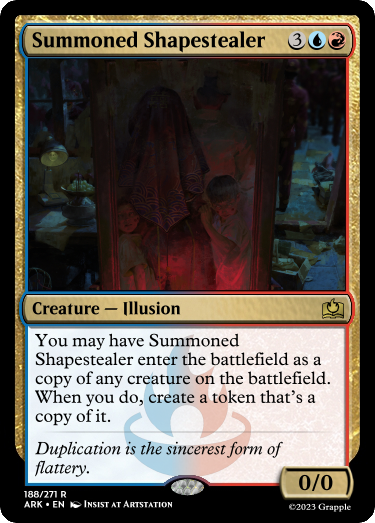 Summoned Shapestealer 3
Creature — Illusion
You may have Summoned
Shapestealer enter the battlefield as a
copy of any creature on the battlefield.
When you do, create a token that's a
copy of it.
Duplication is the sincerest form of
flattery.
0/0
188/271 R
ARK • EN INSIST AT ARTSTATION
©2023 Grapple